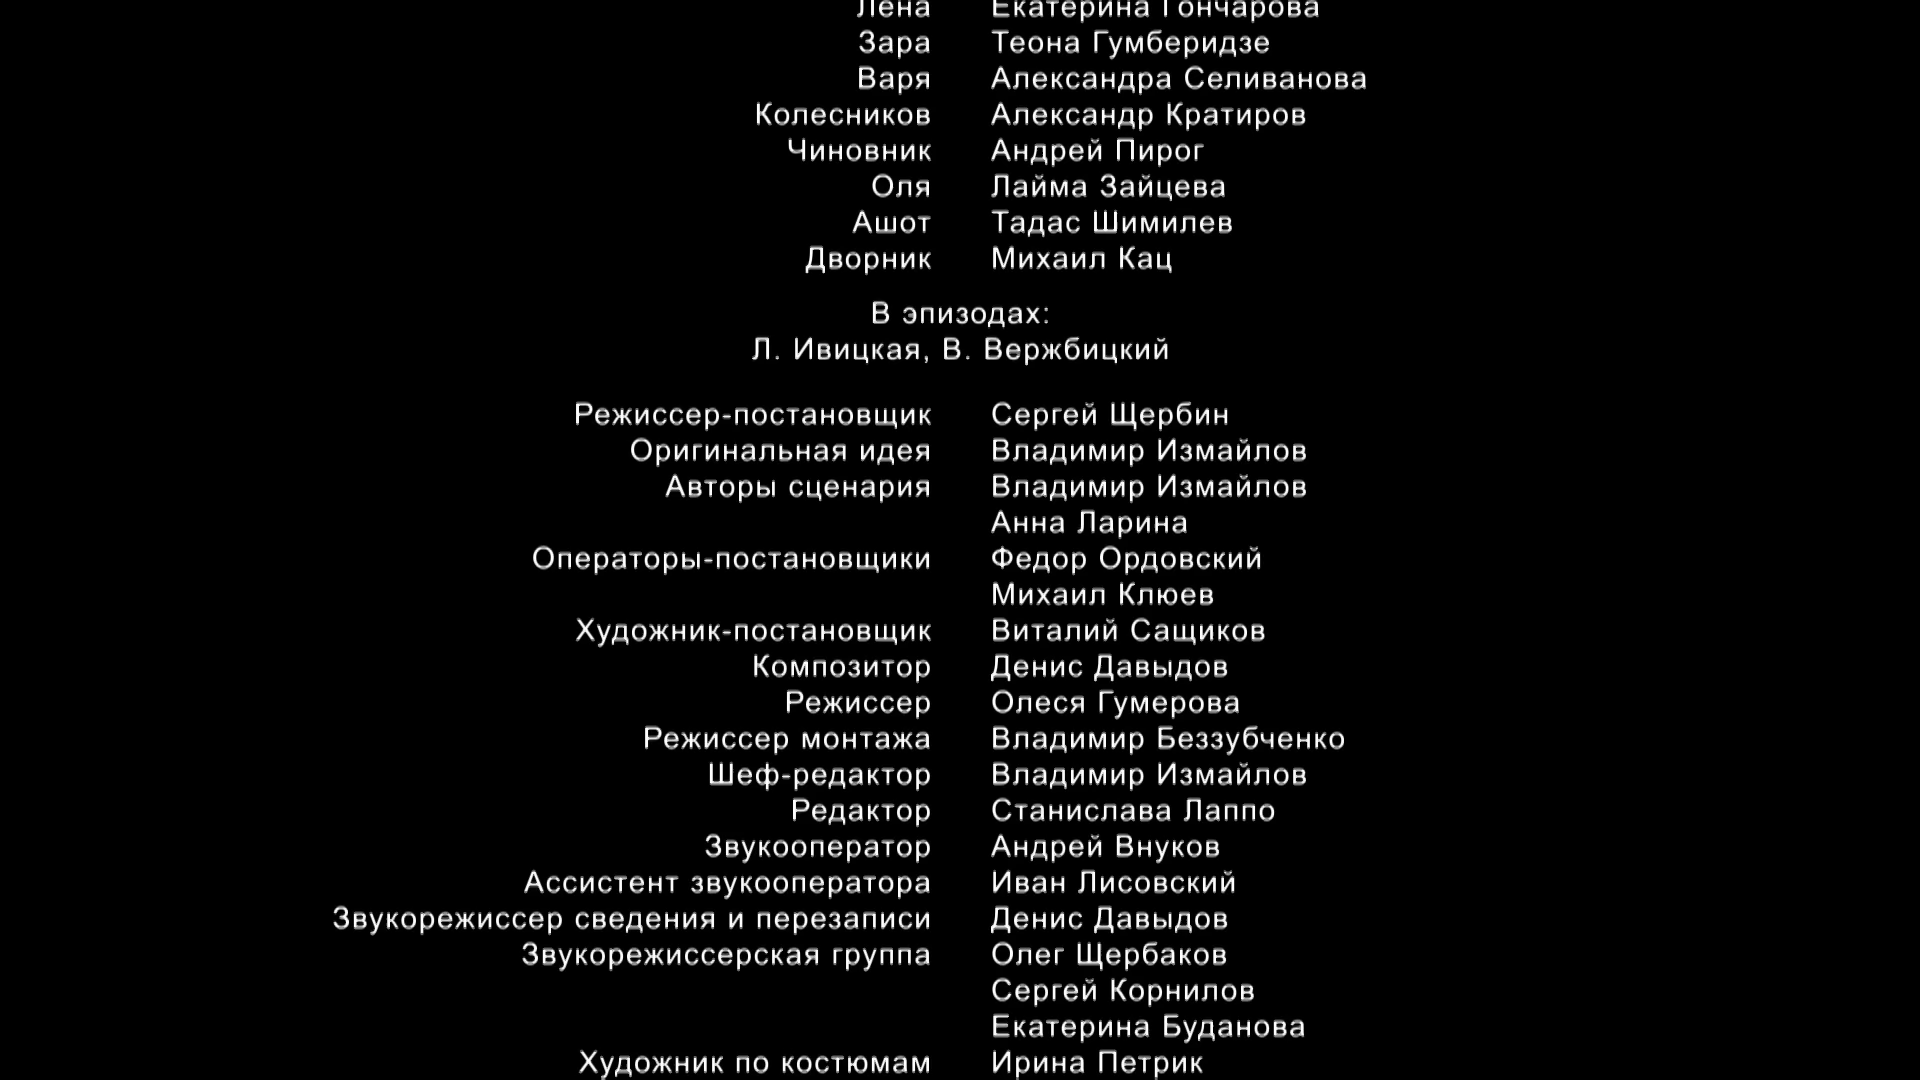 Лена Екатерина Гончарова
Зара Теона Гумберидзе
Варя Александра Селиванова
Колесников Александр Кратиров
Чиновник Андрей Пирог
Оля Лайма Зайцева
Ашот Тадас Шимилев
Дворник Михаил Кац
В эпизодах:
Л. Ивицкая, В. Вержбицкий
Режиссер-постановщик Сергей Щербин
Оригинальная идея Владимир Измайлов
Авторы сценария Владимир Измайлов
Анна Ларина
Операторы-постановщики Федор Ордовский
Михаил Клюев
Художник-постановщик Виталий Сащиков
Композитор Денис Давыдов
Режиссер Олеся Гумерова
Режиссер монтажа Владимир Беззубченко
Шеф-редактор Владимир Измайлов
Редактор Станислава Лаппо
Звукооператор Андрей Внуков
Ассистент звукооператора Иван Лисовский
Звукорежиссер сведения и перезаписи Денис Давыдов
Звукорежиссерская группа Олег Щербаков
Сергей Корнилов
Екатерина Буданова
Художник по костюмам Ирина Петрик